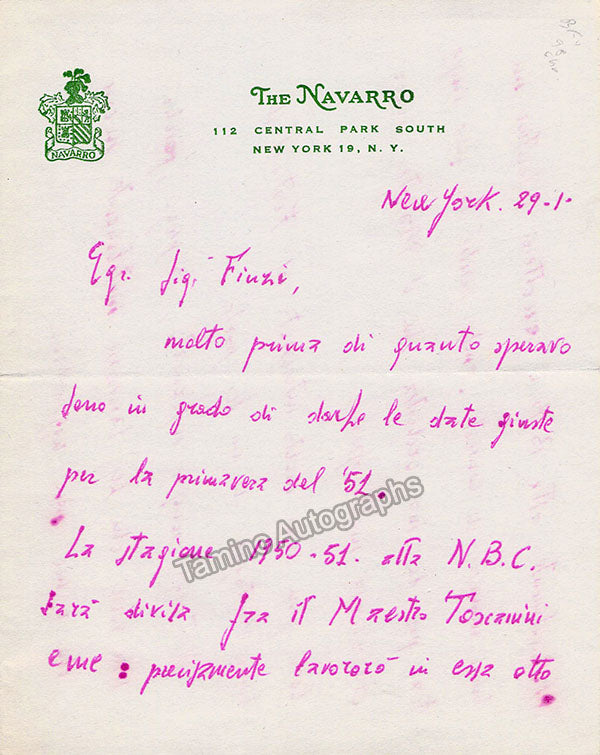 THE NAVARRO
112 CENTRAL PARK SOUTH
NEW YORK 19, N. Y.
NAVARRO
New York. 29-1-
Egr. Sig. Finzi,
molto prima di quanto speravo
sono in grado di darLe le date giuste
per la primavera del '51.
La stagione 1950-51 alla N.B.C.
sarà divisa fra il Maestro Toscanini
e me: precisamente lavorerò in essa otto
Tamino Autographs